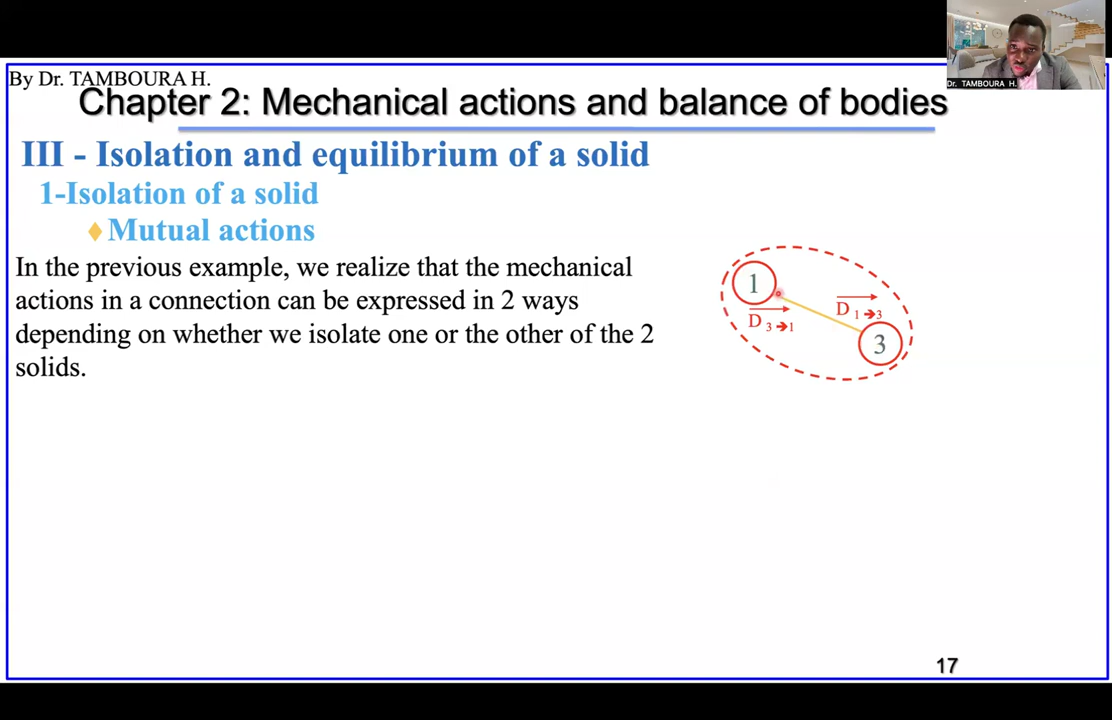 By Dr. TAMBOURA H.
Chapter 2: Mechanical actions and balance of bodies
Dr. TAMBOURA H.
III - Isolation and equilibrium of a solid
1-Isolation of a solid
♦Mutual actions
In the previous example, we realize that the mechanical
actions in a connection can be expressed in 2 ways
depending on whether we isolate one or the other of the 2
solids.
1
D 3➔1
D 1➔3
3
17